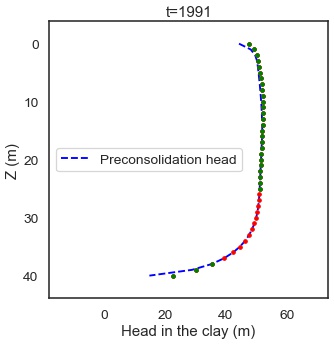 t=1991
0
10
20
30
40
Z (m)
Preconsolidation head
0 20 40 60
Head in the clay (m)